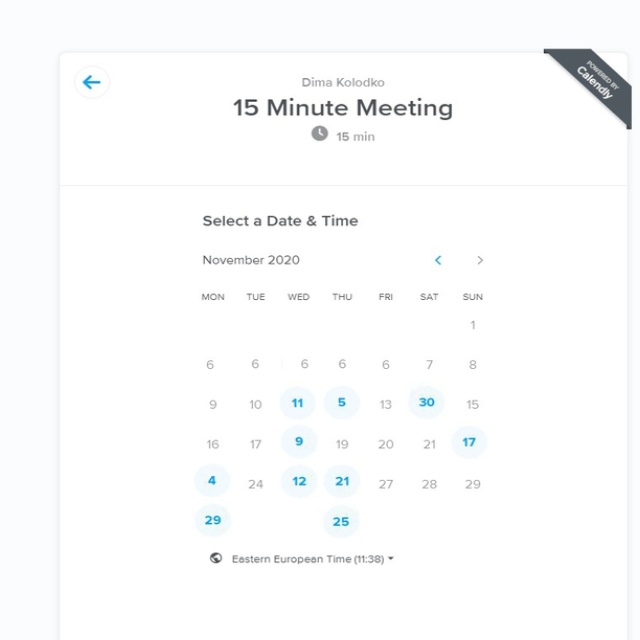 POWERED BY
Calendly
Dima Kolodko
15 Minute Meeting
15 min
Select a Date & Time
November 2020
MON TUE WED THU FRI SAT SUN
1
6 6 6 6 6 7 8
9 10 11 5 13 30 15
16 17 9 19 20 21 17
4 24 12 21 27 28 29
29 25
Eastern European Time (11:38)